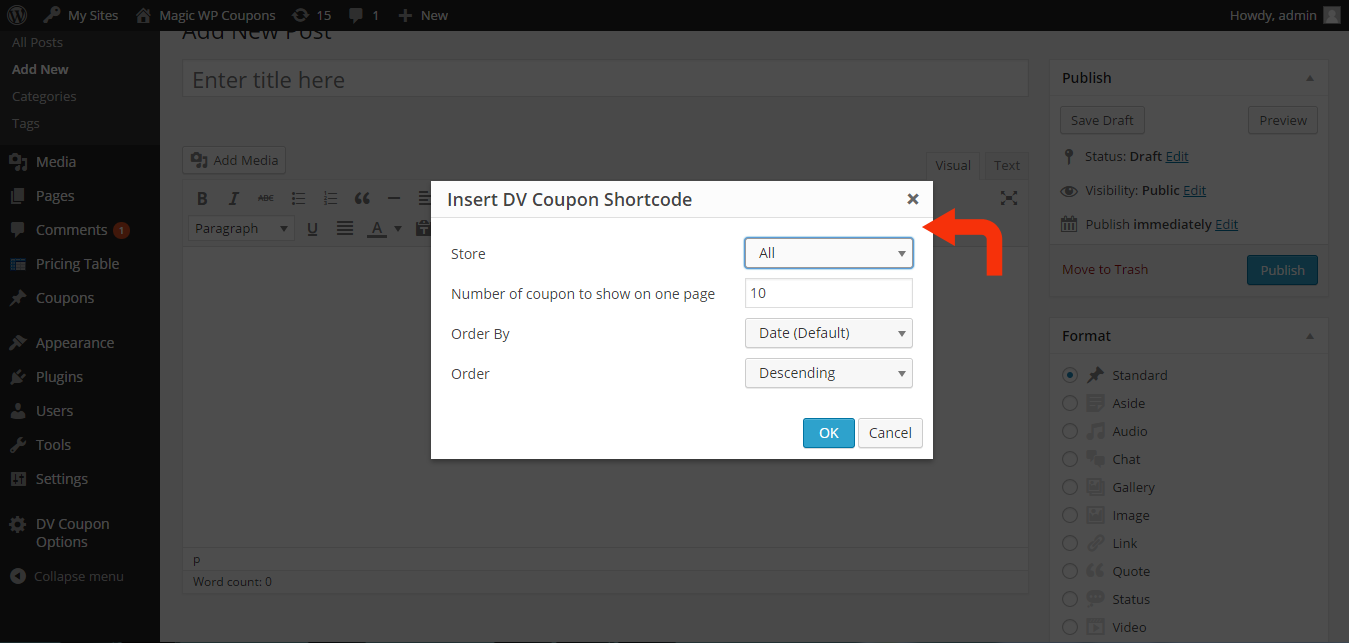 My Sites
Magic WP Coupons
15
1
New
Howdy, admin
All Posts
Add New
Categories
Tags
Media
Pages
Comments 1
Pricing Table
Coupons
Appearance
Plugins
Users
Tools
Settings
DV Coupon
Options
Collapse menu
Add New Post
Enter title here
Add Media
Visual
Text
B I ABC
Paragraph U A
Insert DV Coupon Shortcode ×
Store All
Number of coupon to show on one page 10
Order By Date (Default)
Order Descending
OK Cancel
P
Word count: 0
Publish
Save Draft Preview
Status: Draft Edit
Visibility: Public Edit
Publish immediately Edit
Move to Trash Publish
Format
Standard
Aside
Audio
Chat
Gallery
Image
Link
Quote
Status
Video